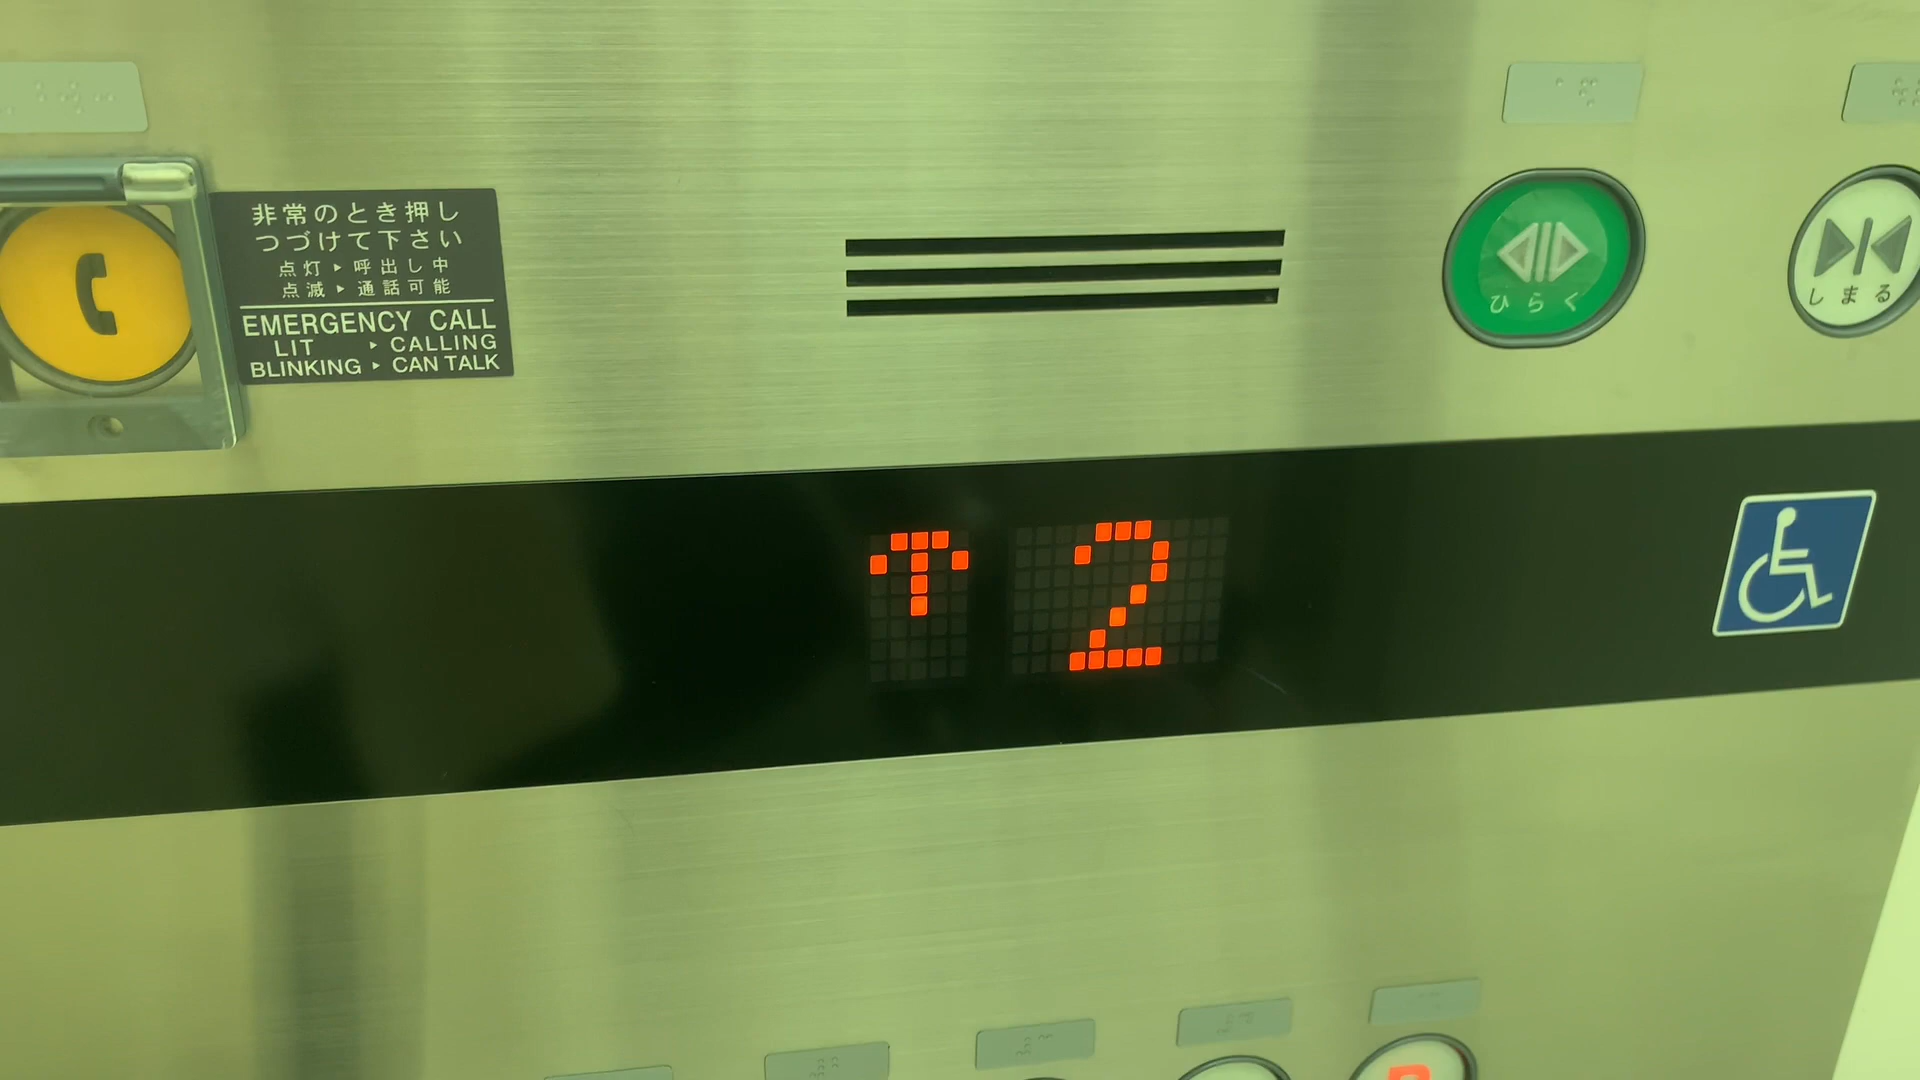 非常のとき押し
つづけて下さい
点灯▶呼出し中
点滅▶通話可能
EMERGENCY CALL
LIT ▶ CALLING
BLINKING ▶ CAN TALK
ひらく
しまる
↑ 2